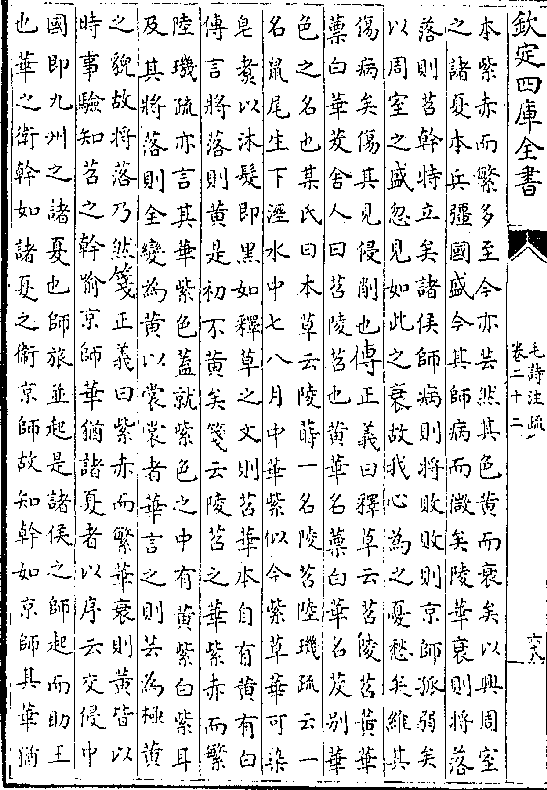 欽定四庫全書
毛詩注疏
卷二十二
六八
本紫赤而繁多至今亦芸然其色黄而衰矣以興周室
之諸夏本兵彊國盛今其師病而微矣陵華衰則將落
落則苕幹特立矣諸侯師病則將敗敗則京師孤弱矣
以周室之盛忽見如此之衰故我心為之憂愁矣維其
傷病矣傷其見侵削也傳正義曰釋草云苕陵苕黄華
蔈白華茇舍人曰苕陵苕也黄華名蔈白華名茇别華
色之名也某氏曰本草云陵蒔一名陵苕陸璣疏云一
名鼠尾生下溼水中七八月中華紫似今紫草華可染
皂煑以沐髮即黑如釋草之文則苕華本自有黄有白
傳言將落則黄是初不黄矣箋云陵苕之華紫赤而繁
陸璣疏亦言其華紫色蓋就紫色之中有黄紫白紫耳
及其將落則全變為黄以裳裳者華言之則芸為極黄
之貌故將落乃然箋正義曰紫赤而繁華衰則黄皆以
時事驗知苕之幹喻京師華猶諸夏者以序云交侵中
國即九州之諸夏也師旅並起是諸侯之師起而助王
也華之衛幹如諸夏之衛京師故知幹如京師其華猶